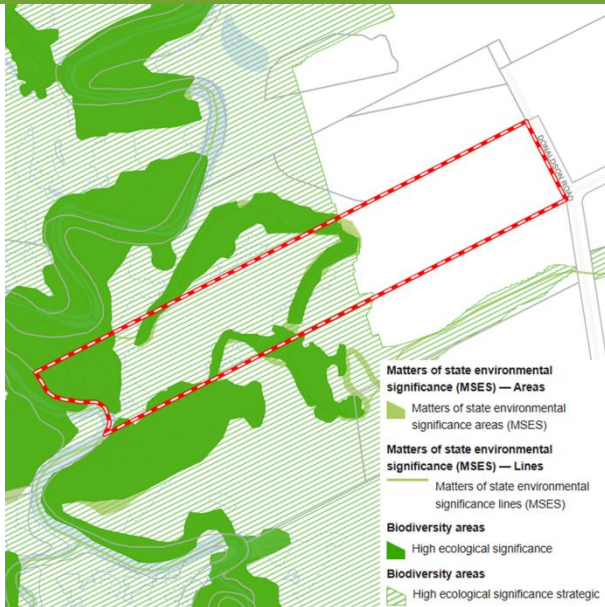 DONALDSON ROAD
Matters of state environmental
significance (MSES) — Areas
Matters of state environmental
significance areas (MSES)
Matters of state environmental
significance (MSES) — Lines
Matters of state environmental
significance lines (MSES)
Biodiversity areas
High ecological significance
Biodiversity areas
High ecological significance strategic